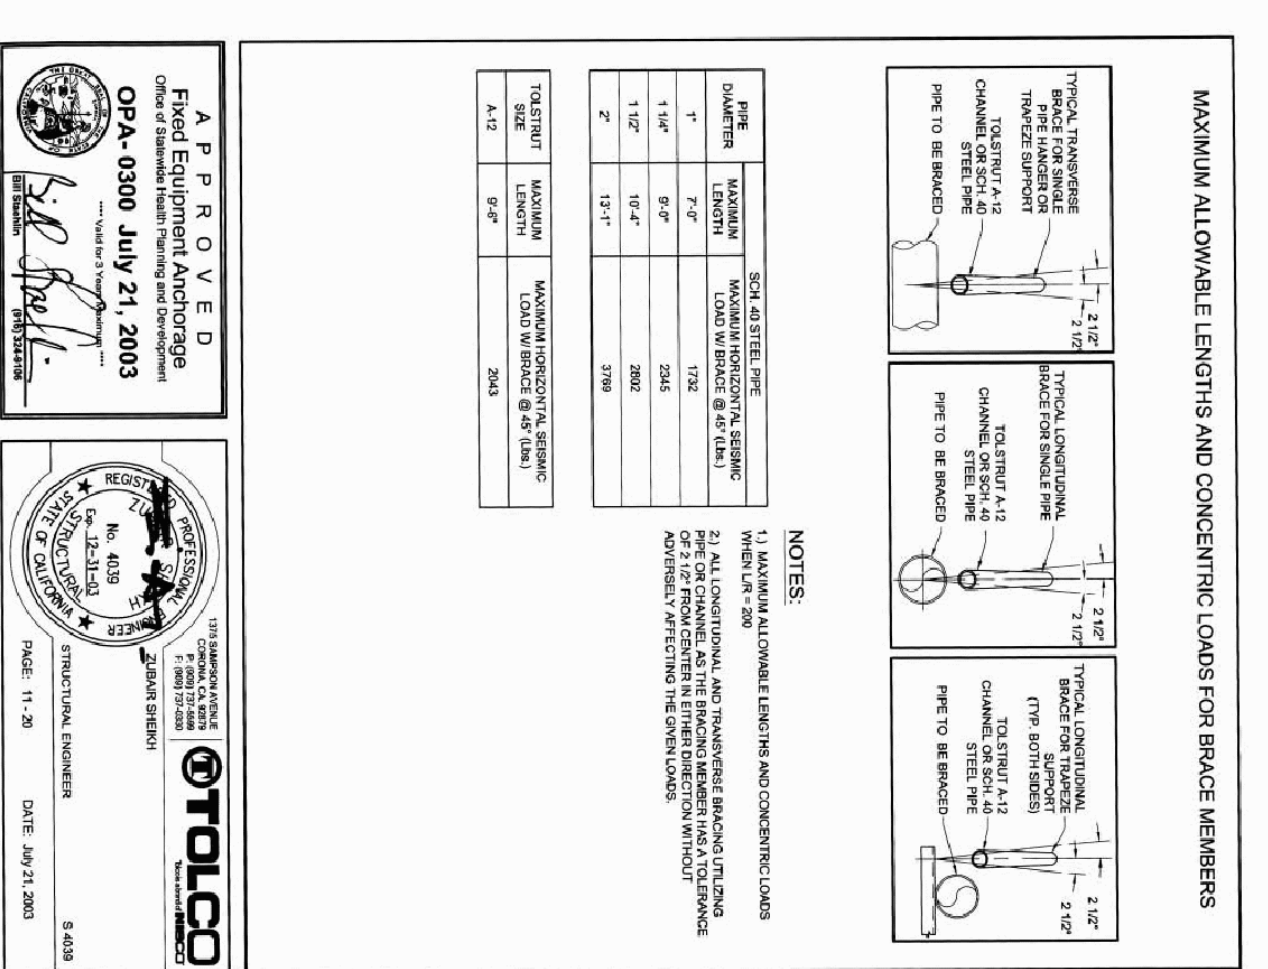 MAXIMUM ALLOWABLE LENGTHS AND CONCENTRIC LOADS FOR BRACE MEMBERS
TYPICAL TRANSVERSE
BRACE FOR SINGLE
PIPE HANGER OR
TRAPEZE SUPPORT
TOLSTRUT A-12
CHANNEL OR SCH. 40
STEEL PIPE
PIPE TO BE BRACED
2 1/2"
2 1/2"
TYPICAL LONGITUDINAL
BRACE FOR SINGLE PIPE
TOLSTRUT A-12
CHANNEL OR SCH. 40
STEEL PIPE
PIPE TO BE BRACED
2 1/2"
2 1/2"
TYPICAL LONGITUDINAL
BRACE FOR TRAPEZE
SUPPORT
(TYP. BOTH SIDES)
TOLSTRUT A-12
CHANNEL OR SCH. 40
STEEL PIPE
PIPE TO BE BRACED
2 1/2"
2 1/2"
SCH. 40 STEEL PIPE
PIPE DIAMETER MAXIMUM LENGTH MAXIMUM HORIZONTAL SEISMIC LOAD W/ BRACE @ 45° (Lbs.)
1" 7'-0" 1732
1 1/4" 9'-0" 2345
1 1/2" 10'-4" 2802
2" 13'-1" 3769
TOLSTRUT SIZE MAXIMUM LENGTH MAXIMUM HORIZONTAL SEISMIC LOAD W/ BRACE @ 45° (Lbs.)
A-12 9'-6" 2043
NOTES:
1.) MAXIMUM ALLOWABLE LENGTHS AND CONCENTRIC LOADS
WHEN L/R = 200
2.) ALL LONGITUDINAL AND TRANSVERSE BRACING UTILIZING
PIPE OR CHANNEL AS THE BRACING MEMBER HAS A TOLERANCE
OF 2 1/2" FROM CENTER IN EITHER DIRECTION WITHOUT
ADVERSELY AFFECTING THE GIVEN LOADS.
APPROVED
Fixed Equipment Anchorage
Office of Statewide Health Planning and Development
OPA-0300 July 21, 2003
**** Valid for 3 Years Maximum ****
Bill Staehlin (916) 324-9106
REGISTERED PROFESSIONAL ENGINEER
ZUBAIR SHEIKH
No. 4039
Exp. 12-31-03
STRUCTURAL
STATE OF CALIFORNIA
1375 SAMPSON AVENUE
CORONA, CA. 92879
P: (909) 737-5599
F: (909) 737-0330
TOLCO
Tolco is a brand of NIBCO
ZUBAIR SHEIKH
STRUCTURAL ENGINEER S 4039
PAGE: 11 - 20 DATE: July 21, 2003